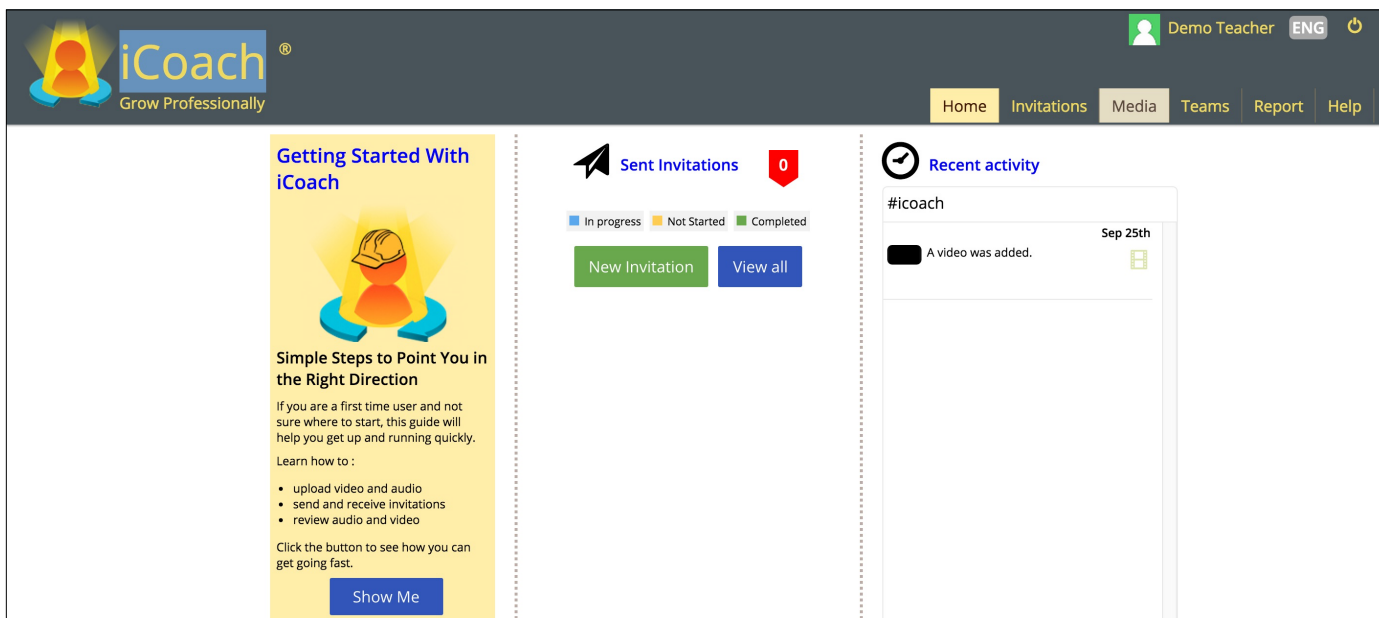 Demo Teacher ENG
iCoach ®
Grow Professionally
Home Invitations Media Teams Report Help
Getting Started With
iCoach
Simple Steps to Point You in
the Right Direction
If you are a first time user and not
sure where to start, this guide will
help you get up and running quickly.
Learn how to :
• upload video and audio
• send and receive invitations
• review audio and video
Click the button to see how you can
get going fast.
Show Me
Sent Invitations 0
In progress Not Started Completed
New Invitation View all
Recent activity
#icoach
Sep 25th
A video was added.